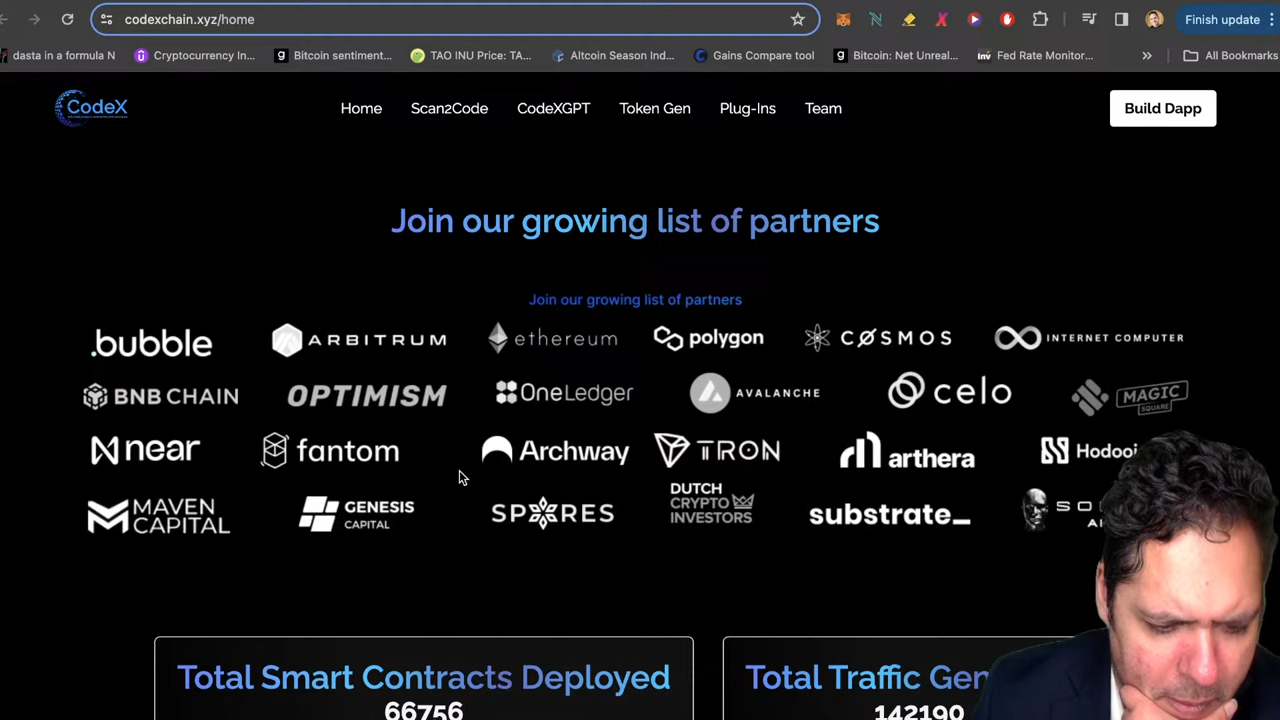 codexchain.xyz/home
Finish update
dasta in a formula N
Cryptocurrency In...
Bitcoin sentiment...
TAO INU Price: TA...
Altcoin Season Ind...
Gains Compare tool
Bitcoin: Net Unreal...
Fed Rate Monitor...
All Bookmarks
CodeX
Home
Scan2Code
CodeXGPT
Token Gen
Plug-Ins
Team
Build Dapp
Join our growing list of partners
Join our growing list of partners
.bubble
ARBITRUM
ethereum
polygon
COSMOS
INTERNET COMPUTER
BNB CHAIN
OPTIMISM
OneLedger
AVALANCHE
celo
MAGIC
SQUARE
near
fantom
Archway
TRON
arthera
MAVEN
CAPITAL
GENESIS
CAPITAL
SPORES
DUTCH
CRYPTO
INVESTORS
substrate_
Total Smart Contracts Deployed
66756
Total Traffic
142190